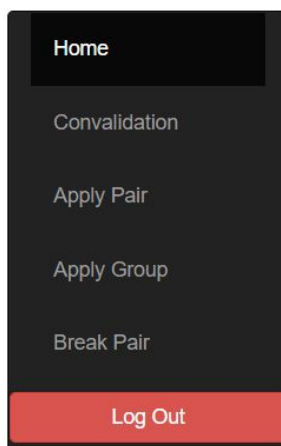 Home
Convalidation
Apply Pair
Apply Group
Break Pair
Log Out